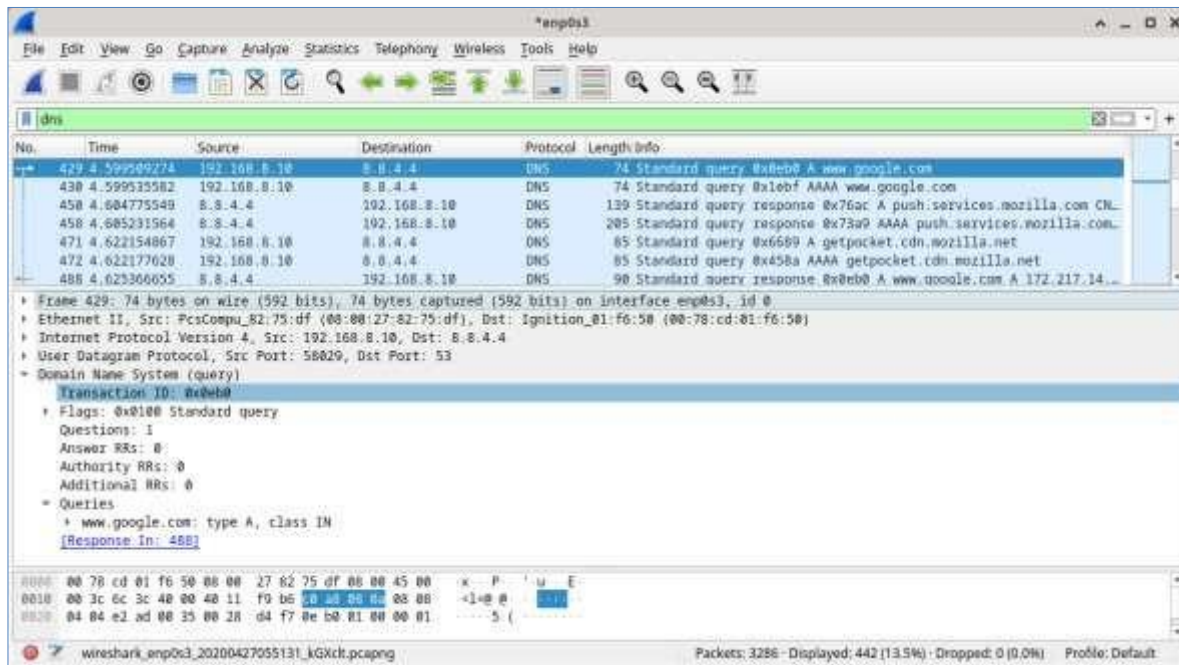 *enp0s3
File Edit View Go Capture Analyze Statistics Telephony Wireless Tools Help
dns
No. Time Source Destination Protocol Length Info
429 4.599509274 192.168.8.10 8.8.4.4 DNS 74 Standard query 0x0eb0 A www.google.com
430 4.599535582 192.168.8.10 8.8.4.4 DNS 74 Standard query 0x1ebf AAAA www.google.com
450 4.604775549 8.8.4.4 192.168.8.10 DNS 139 Standard query response 0x76ac A push.services.mozilla.com CN…
458 4.605231564 8.8.4.4 192.168.8.10 DNS 205 Standard query response 0x73a9 AAAA push.services.mozilla.com…
471 4.622154867 192.168.8.10 8.8.4.4 DNS 85 Standard query 0x6689 A getpocket.cdn.mozilla.net
472 4.622177628 192.168.8.10 8.8.4.4 DNS 85 Standard query 0x458a AAAA getpocket.cdn.mozilla.net
488 4.625366655 8.8.4.4 192.168.8.10 DNS 90 Standard query response 0x0eb0 A www.google.com A 172.217.14.…
Frame 429: 74 bytes on wire (592 bits), 74 bytes captured (592 bits) on interface enp0s3, id 0
Ethernet II, Src: PcsCompu_82:75:df (08:00:27:82:75:df), Dst: Ignition_01:f6:50 (00:78:cd:01:f6:50)
Internet Protocol Version 4, Src: 192.168.8.10, Dst: 8.8.4.4
User Datagram Protocol, Src Port: 58029, Dst Port: 53
Domain Name System (query)
Transaction ID: 0x0eb0
Flags: 0x0100 Standard query
Questions: 1
Answer RRs: 0
Authority RRs: 0
Additional RRs: 0
Queries
www.google.com: type A, class IN
[Response In: 488]
0000 00 78 cd 01 f6 50 08 00 27 82 75 df 08 00 45 00 x P ' u E
0010 00 3c 6c 3c 40 00 40 11 f9 b6 c0 a8 08 0a 08 08 <l<@ @
0020 04 04 e2 ad 00 35 00 28 d4 f7 0e b0 01 00 00 01 ·····5 (
wireshark_enp0s3_20200427055131_kGXclt.pcapng Packets: 3286 · Displayed: 442 (13.5%) · Dropped: 0 (0.0%) Profile: Default